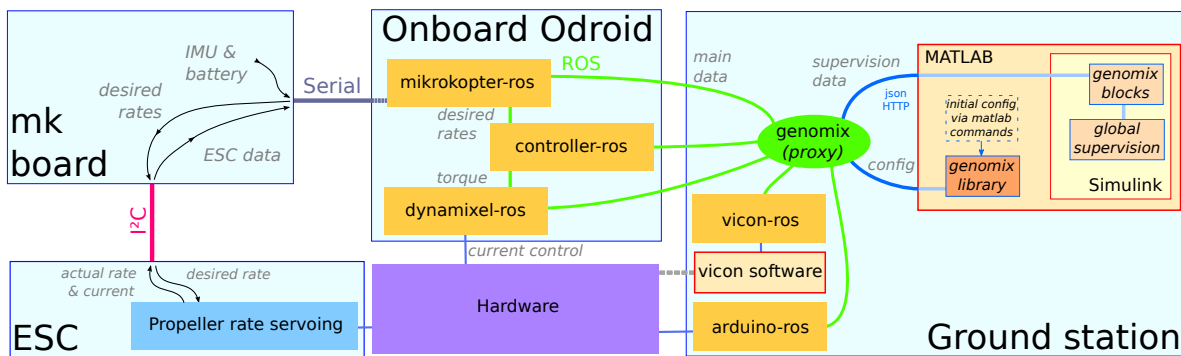 mk
board
IMU &
battery
desired
rates
ESC data
Serial
I²C
ESC
actual rate
& current
desired rate
Propeller rate servoing
Onboard Odroid
mikrokopter-ros
ROS
desired
rates
controller-ros
torque
dynamixel-ros
current control
Hardware
main
data
supervision
data
json
HTTP
genomix
(proxy)
config
vicon-ros
vicon software
arduino-ros
MATLAB
initial config
via matlab
commands
genomix
library
genomix
blocks
global
supervision
Simulink
Ground station